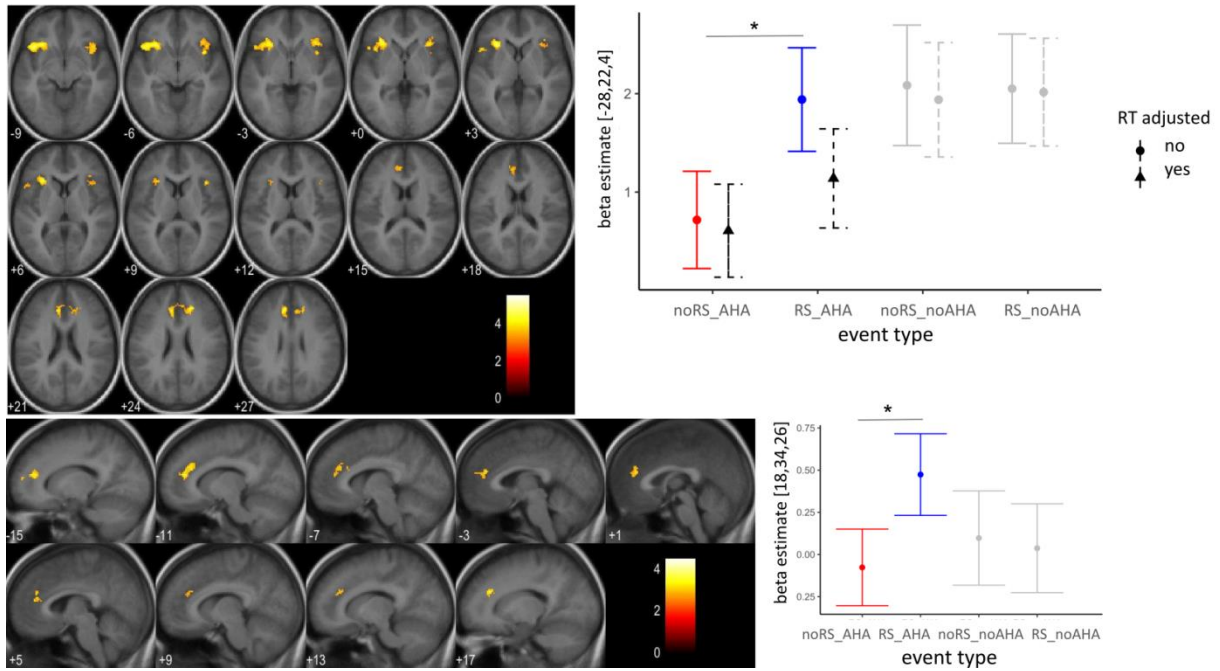 -9 -6 -3 +0 +3
+6 +9 +12 +15 +18
+21 +24 +27
4
2
0
beta estimate [-28,22,4]
2
1
*
noRS_AHA RS_AHA noRS_noAHA RS_noAHA
event type
RT adjusted
no
yes
-15 -11 -7 -3 +1
+5 +9 +13 +17
4
2
0
beta estimate [18,34,26]
0.75
0.50
0.25
0.00
0.25
*
noRS_AHA RS_AHA noRS_noAHA RS_noAHA
event type